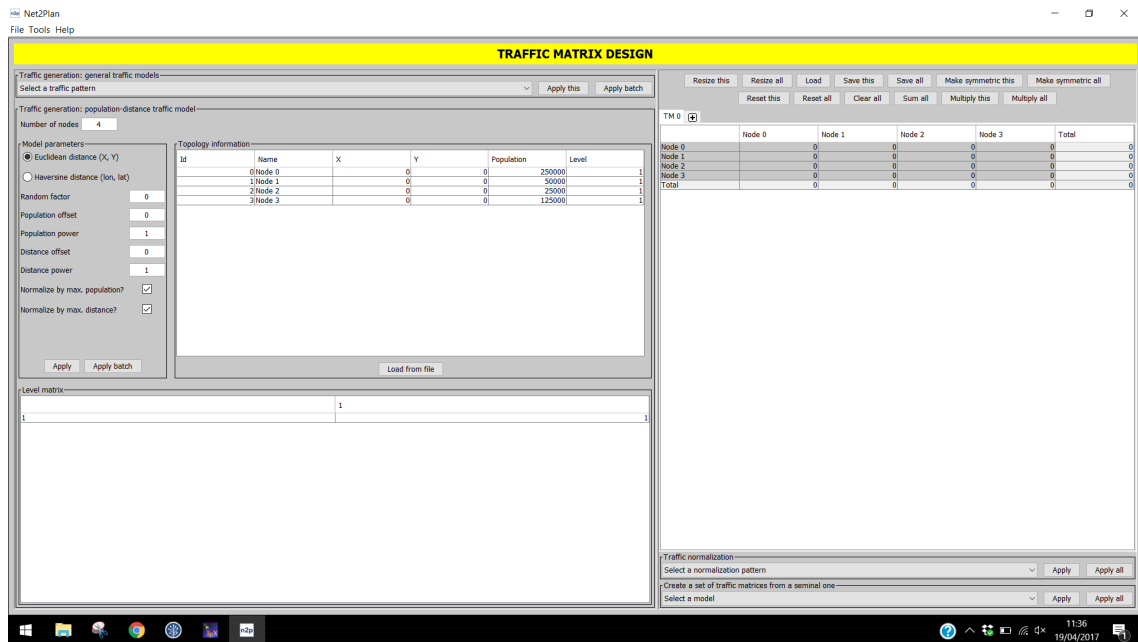 Net2Plan
File Tools Help
TRAFFIC MATRIX DESIGN
Traffic generation: general traffic models
Select a traffic pattern
Apply this
Apply batch
Traffic generation: population-distance traffic model
Number of nodes 4
Model parameters
Euclidean distance (X, Y)
Haversine distance (lon, lat)
Random factor 0
Population offset 0
Population power 1
Distance offset 0
Distance power 1
Normalize by max. population?
Normalize by max. distance?
Apply Apply batch
Topology information
Id Name X Y Population Level
0 Node 0 0 0 250000 1
1 Node 1 0 0 50000 1
2 Node 2 0 0 25000 1
3 Node 3 0 0 125000 1
Load from file
Level matrix
1
1 1
Resize this Resize all Load Save this Save all Make symmetric this Make symmetric all
Reset this Reset all Clear all Sum all Multiply this Multiply all
TM 0
Node 0 Node 1 Node 2 Node 3 Total
Node 0 0 0 0 0 0
Node 1 0 0 0 0 0
Node 2 0 0 0 0 0
Node 3 0 0 0 0 0
Total 0 0 0 0 0
Traffic normalization
Select a normalization pattern Apply Apply all
Create a set of traffic matrices from a seminal one
Select a model Apply Apply all
n2p
11:36
19/04/2017
1